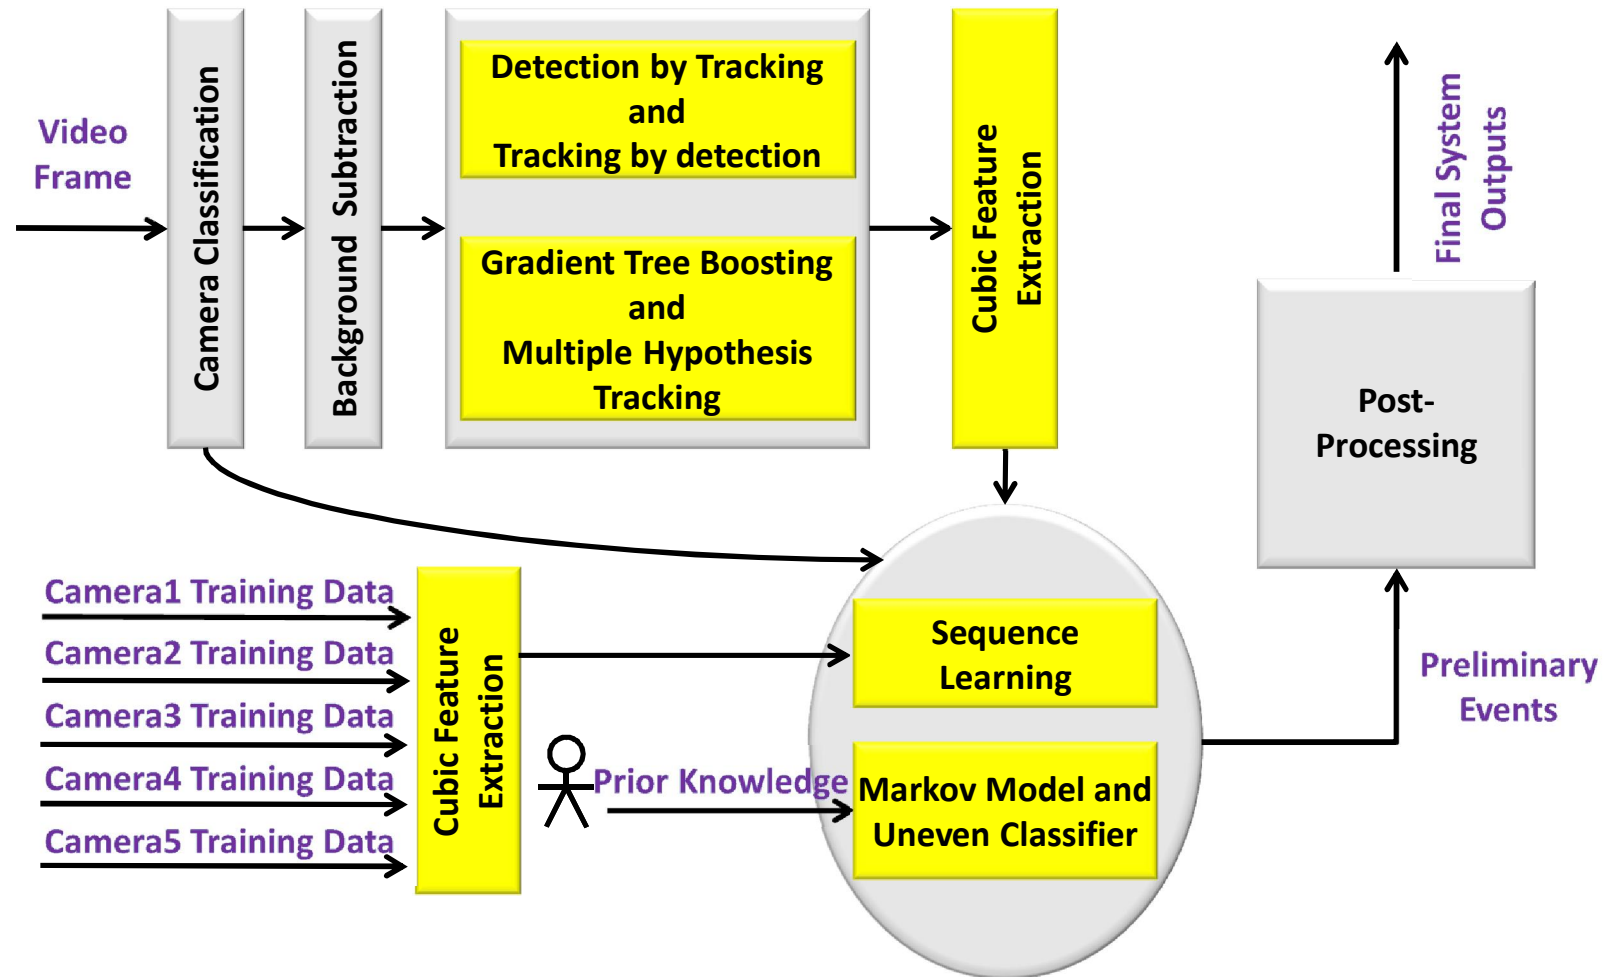 Video
Frame
Camera Classification
Background Subtraction
Detection by Tracking
and
Tracking by detection
Gradient Tree Boosting
and
Multiple Hypothesis
Tracking
Cubic Feature
Extraction
Final System
Outputs
Post-
Processing
Camera1 Training Data
Camera2 Training Data
Camera3 Training Data
Camera4 Training Data
Camera5 Training Data
Cubic Feature
Extraction
Prior Knowledge
Sequence
Learning
Markov Model and
Uneven Classifier
Preliminary
Events